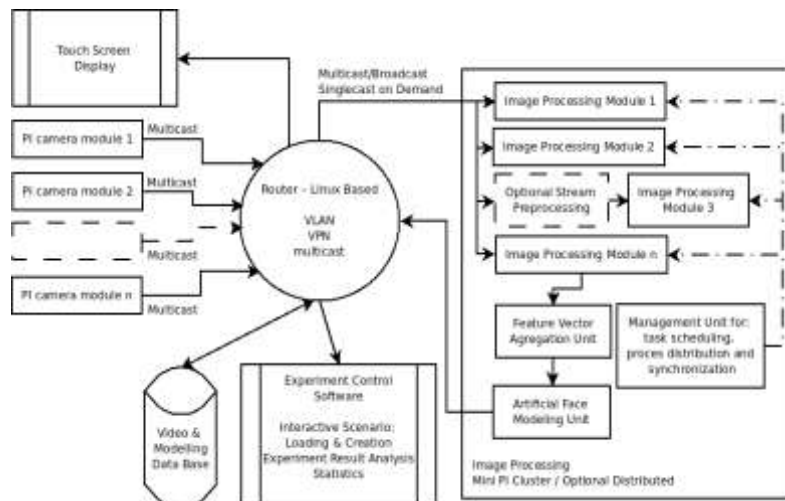 Touch Screen
Display
PI camera module 1
Multicast
PI camera module 2
Multicast
Multicast
PI camera module n
Multicast
Router - Linux Based
VLAN
VPN
multicast
Multicast/Broadcast
Singlecast on Demand
Image Processing Module 1
Image Processing Module 2
Optional Stream
Preprocessing
Image Processing
Module 3
Image Processing Module n
Feature Vector
Agregation Unit
Management Unit for:
task scheduling,
proces distribution and
synchronization
Artificial Face
Modeling Unit
Image Processing
Mini PI Cluster / Optional Distributed
Video &
Modelling
Data Base
Experiment Control
Software
Interactive Scenario:
Loading & Creation
Experiment Result Analysis
Statistics